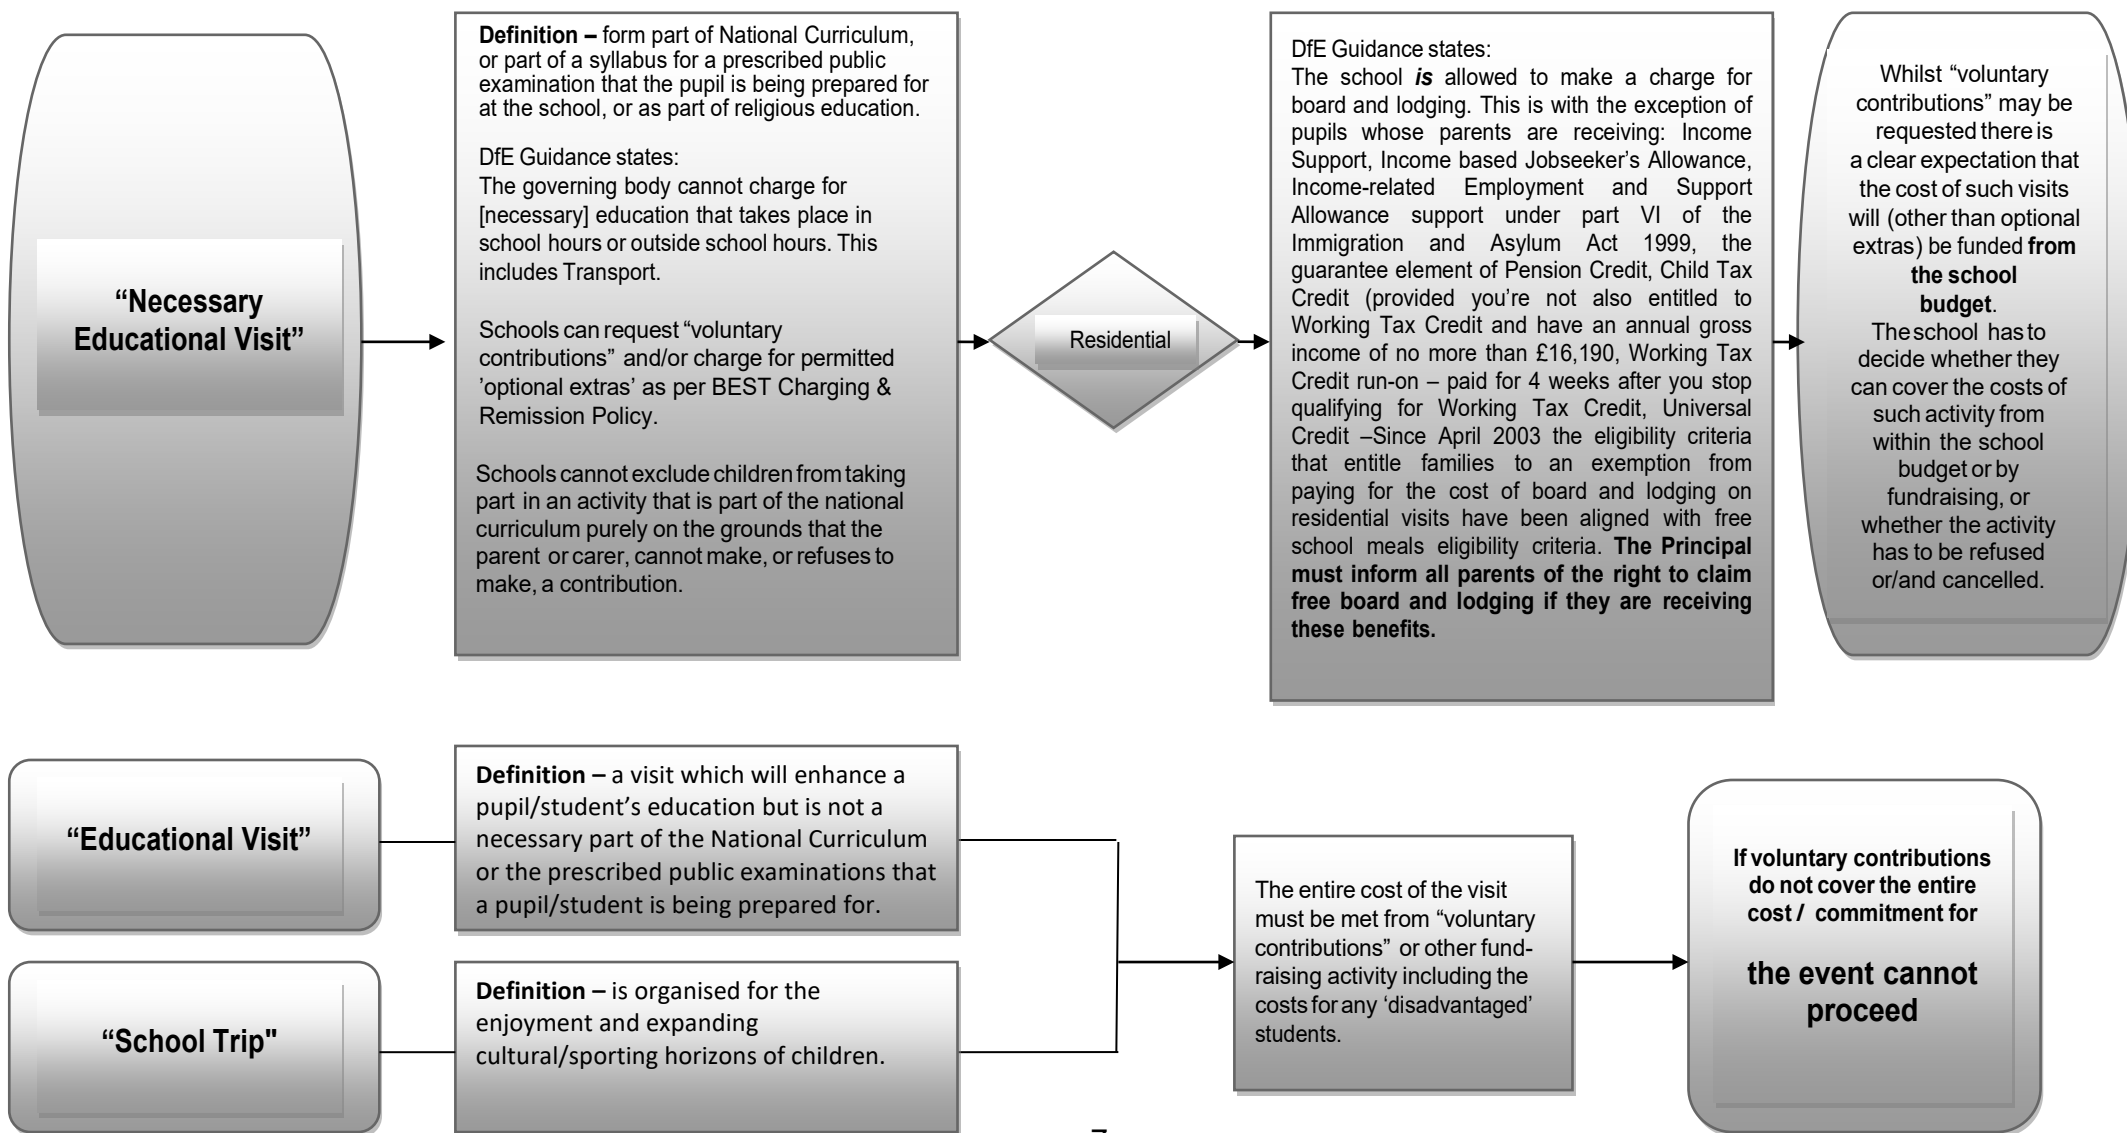 “Necessary
Educational Visit”
Definition – form part of National Curriculum,
or part of a syllabus for a prescribed public
examination that the pupil is being prepared for
at the school, or as part of religious education.
DfE Guidance states:
The governing body cannot charge for
[necessary] education that takes place in
school hours or outside school hours. This
includes Transport.
Schools can request “voluntary
contributions” and/or charge for permitted
'optional extras' as per BEST Charging &
Remission Policy.
Schools cannot exclude children from taking
part in an activity that is part of the national
curriculum purely on the grounds that the
parent or carer, cannot make, or refuses to
make, a contribution.
Residential
DfE Guidance states:
The school is allowed to make a charge for
board and lodging. This is with the exception of
pupils whose parents are receiving: Income
Support, Income based Jobseeker’s Allowance,
Income-related Employment and Support
Allowance support under part VI of the
Immigration and Asylum Act 1999, the
guarantee element of Pension Credit, Child Tax
Credit (provided you’re not also entitled to
Working Tax Credit and have an annual gross
income of no more than £16,190, Working Tax
Credit run-on – paid for 4 weeks after you stop
qualifying for Working Tax Credit, Universal
Credit –Since April 2003 the eligibility criteria
that entitle families to an exemption from
paying for the cost of board and lodging on
residential visits have been aligned with free
school meals eligibility criteria. The Principal
must inform all parents of the right to claim
free board and lodging if they are receiving
these benefits.
Whilst “voluntary
contributions” may be
requested there is
a clear expectation that
the cost of such visits
will (other than optional
extras) be funded from
the school
budget.
The school has to
decide whether they
can cover the costs of
such activity from
within the school
budget or by
fundraising, or
whether the activity
has to be refused
or/and cancelled.
“Educational Visit”
Definition – a visit which will enhance a
pupil/student’s education but is not a
necessary part of the National Curriculum
or the prescribed public examinations that
a pupil/student is being prepared for.
“School Trip"
Definition – is organised for the
enjoyment and expanding
cultural/sporting horizons of children.
The entire cost of the visit
must be met from “voluntary
contributions” or other fund-
raising activity including the
costs for any ‘disadvantaged’
students.
If voluntary contributions
do not cover the entire
cost / commitment for
the event cannot
proceed